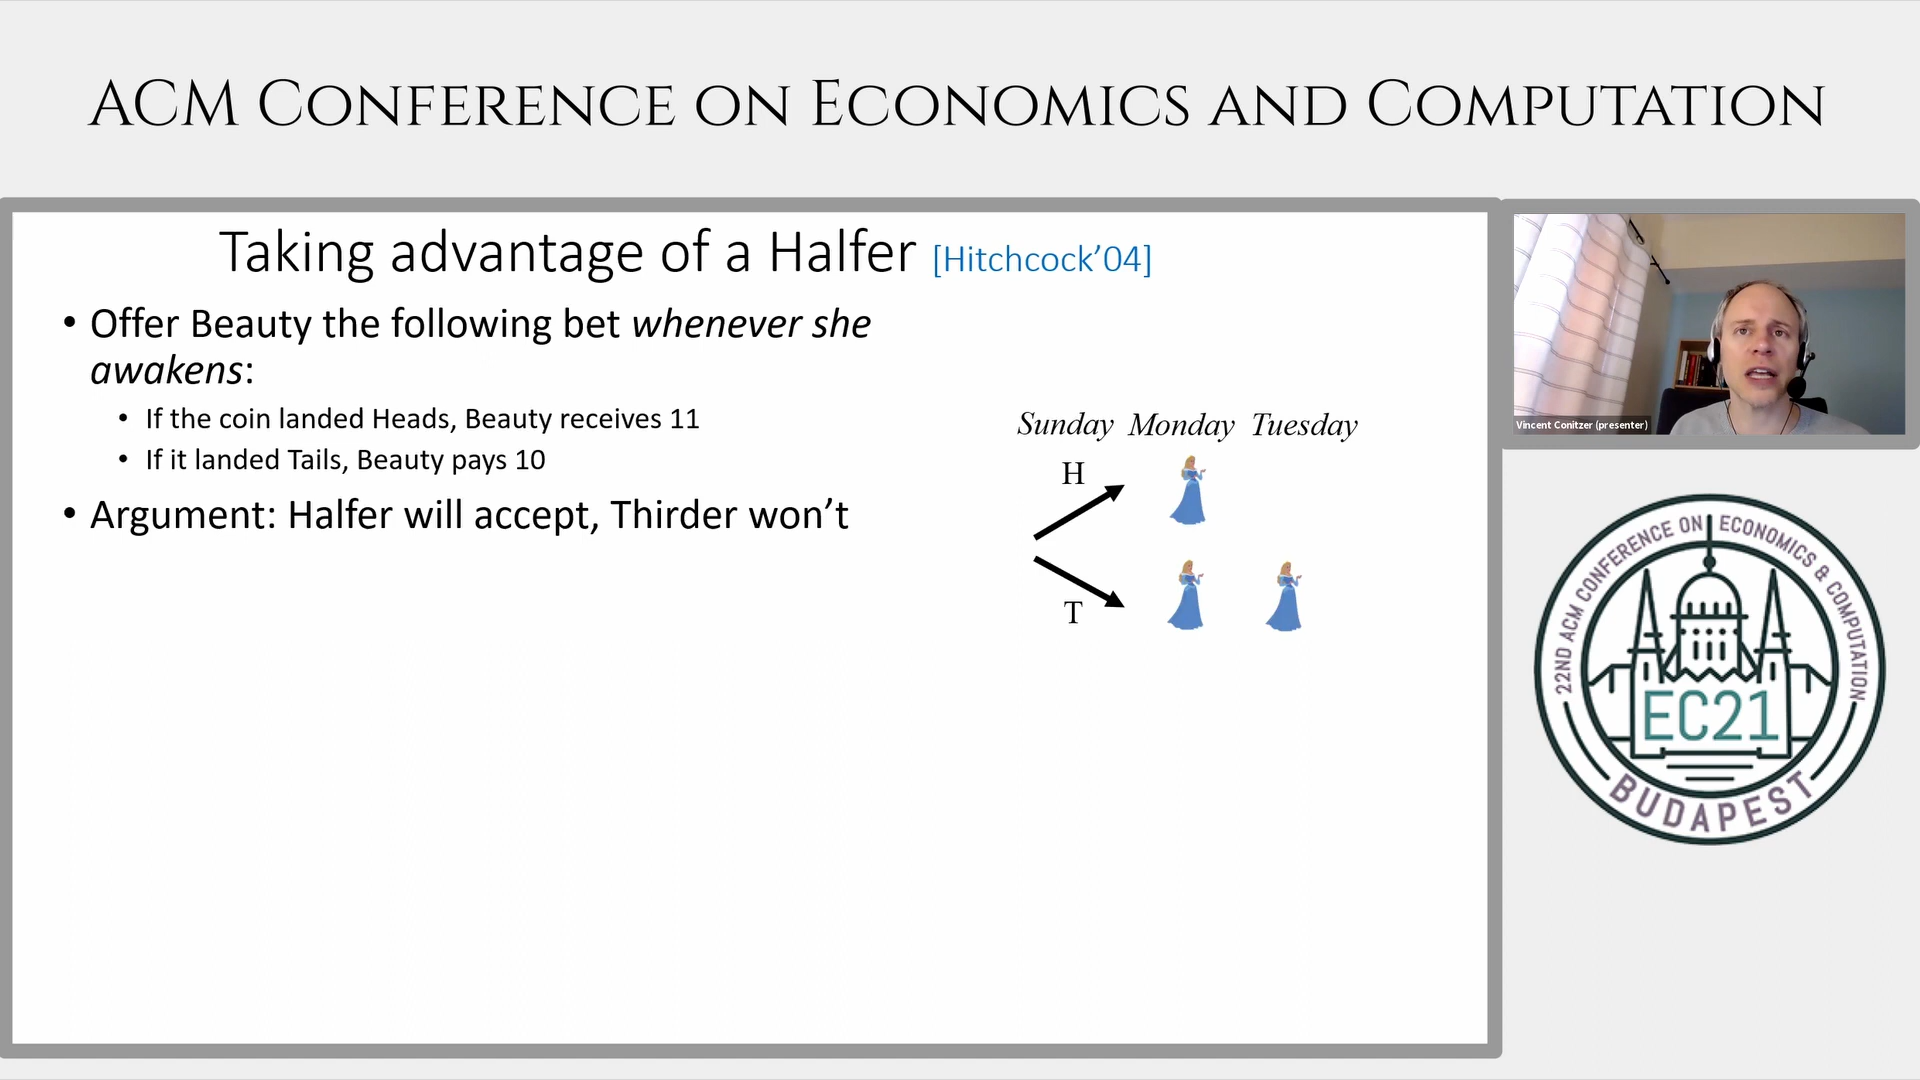 ACM Conference on Economics and Computation
Taking advantage of a Halfer [Hitchcock’04]
• Offer Beauty the following bet whenever she
awakens:
• If the coin landed Heads, Beauty receives 11
• If it landed Tails, Beauty pays 10
• Argument: Halfer will accept, Thirder won’t
Sunday Monday Tuesday
H
T
Vincent Conitzer (presenter)
22ND ACM CONFERENCE ON ECONOMICS & COMPUTATION
EC21
BUDAPEST